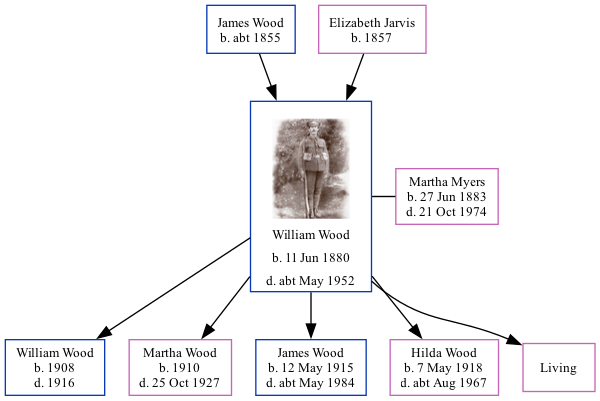 James Wood
b. abt 1855
Elizabeth Jarvis
b. 1857
William Wood
b. 11 Jun 1880
d. abt May 1952
Martha Myers
b. 27 Jun 1883
d. 21 Oct 1974
William Wood
b. 1908
d. 1916
Martha Wood
b. 1910
d. 25 Oct 1927
James Wood
b. 12 May 1915
d. abt May 1984
Hilda Wood
b. 7 May 1918
d. abt Aug 1967
Living